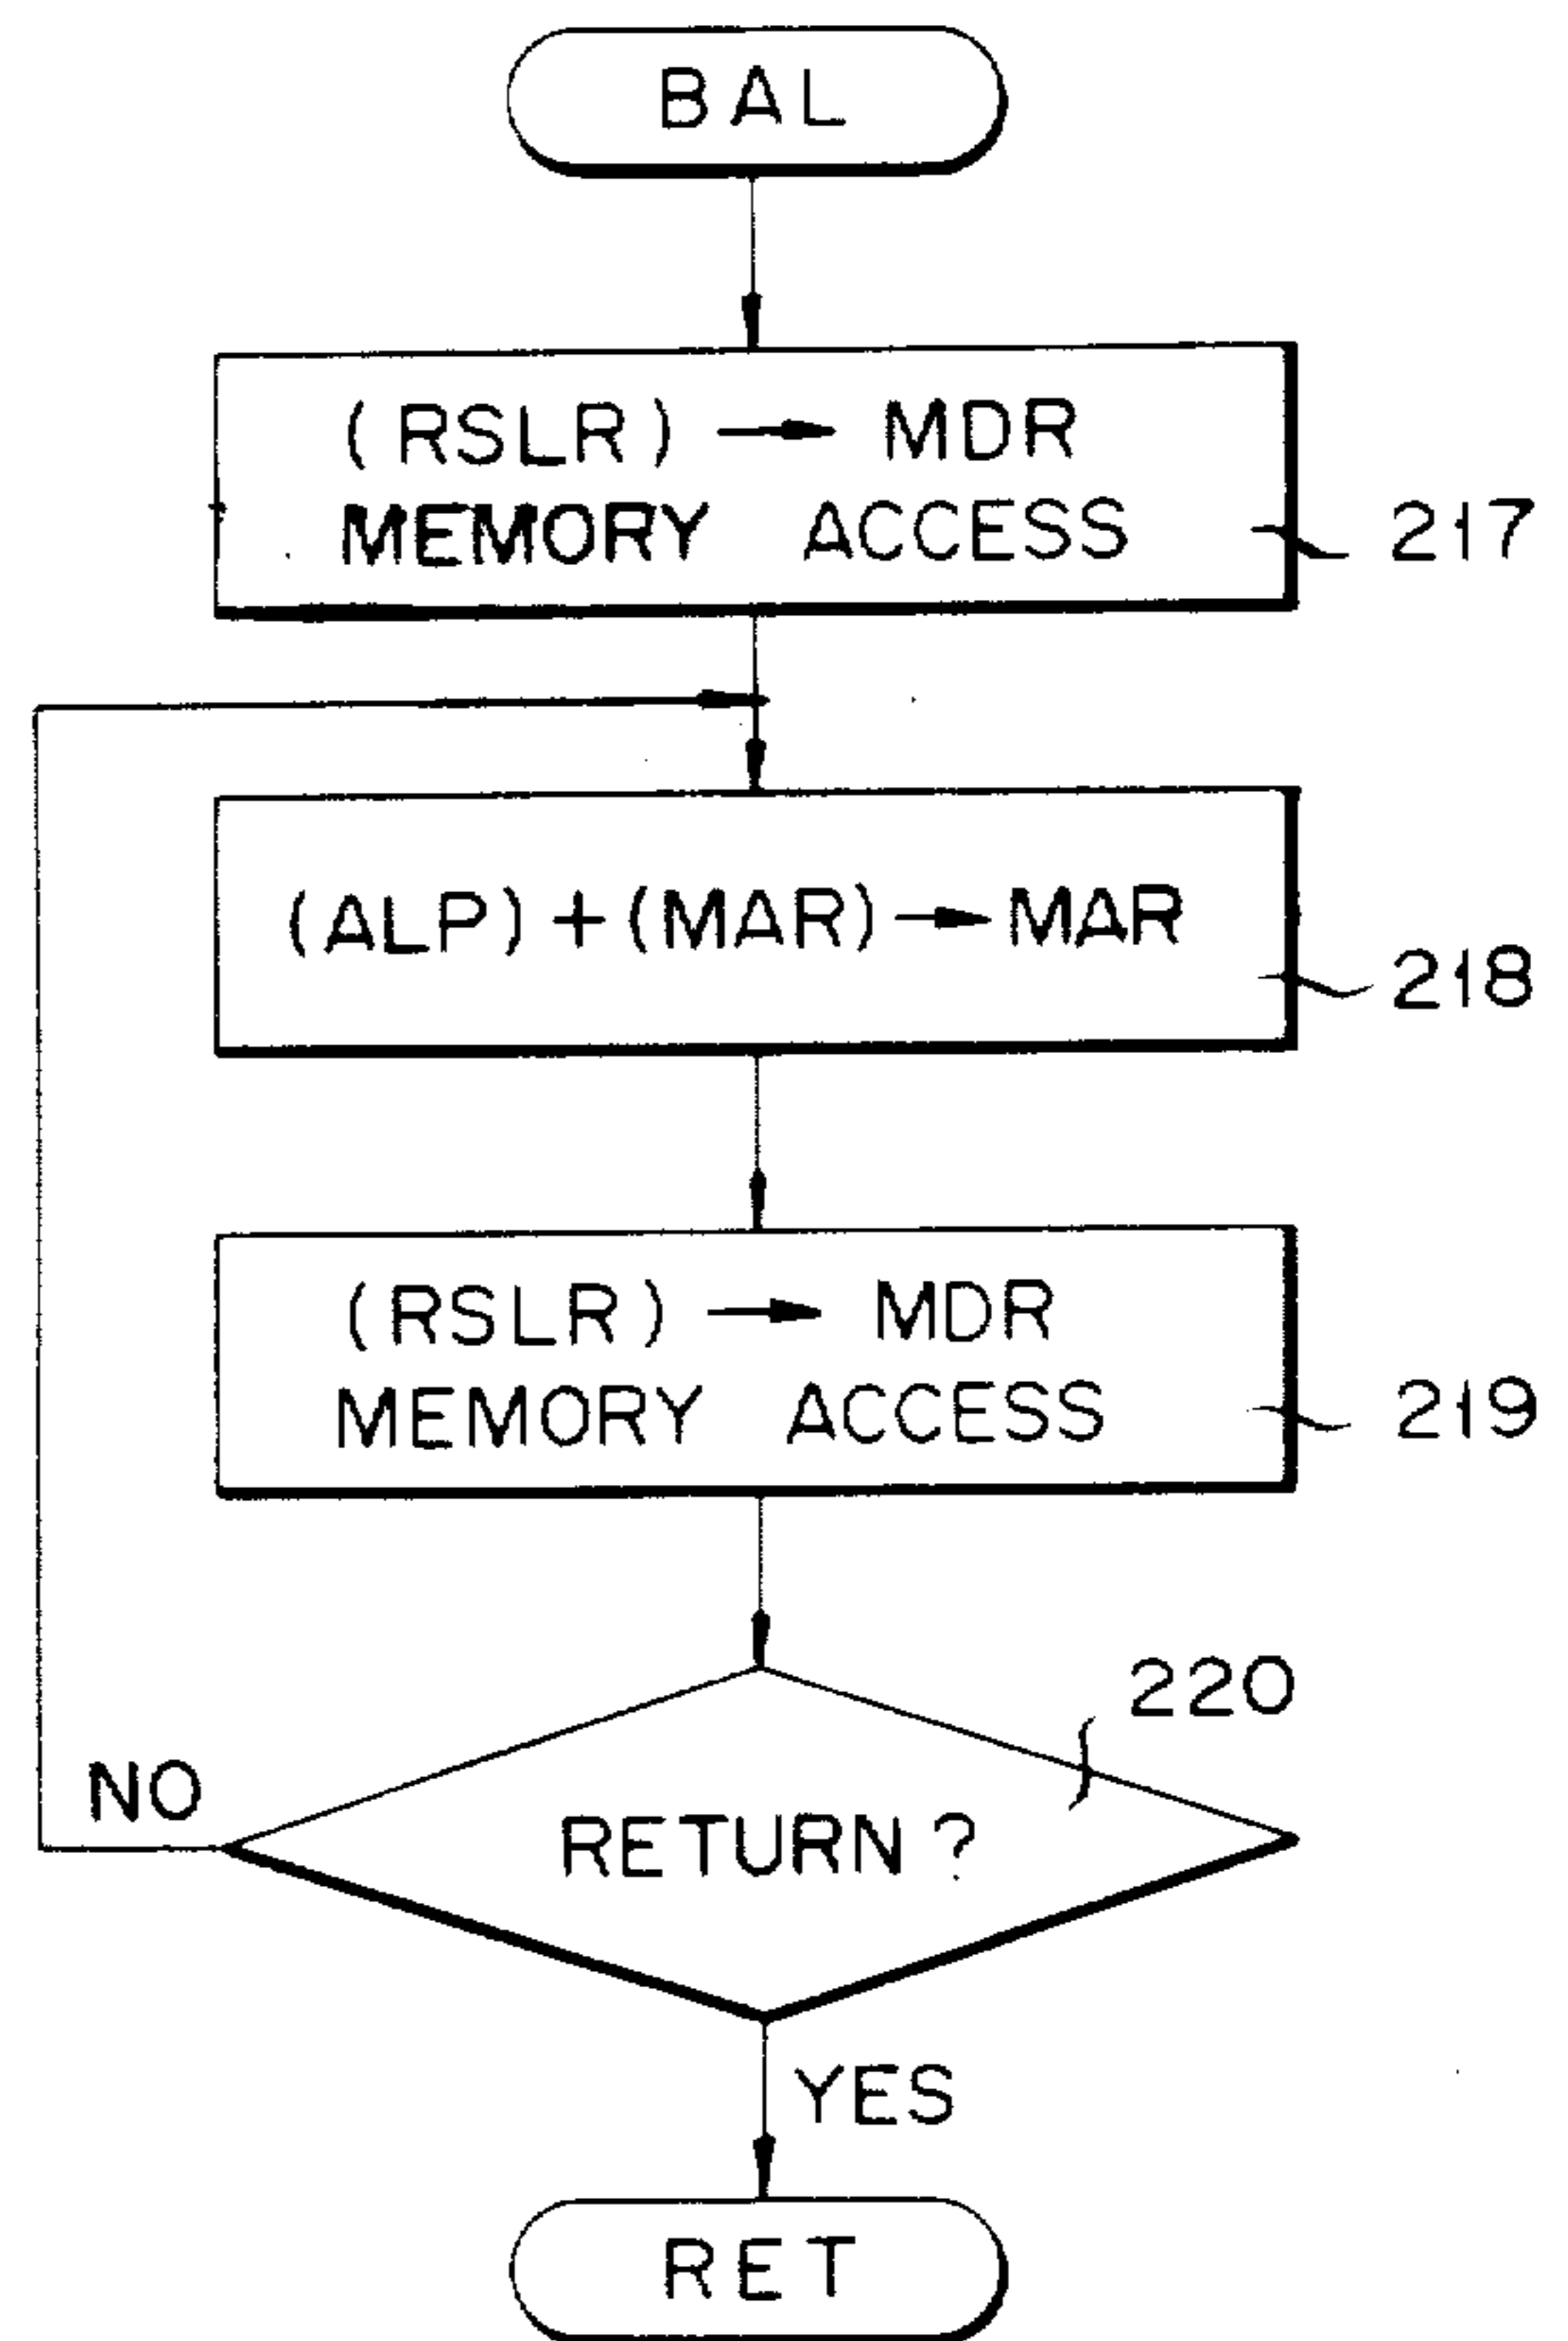 BAL
(RSLR) → MDR
MEMORY ACCESS
217
(ALP) + (MAR) → MAR
218
(RSLR) → MDR
MEMORY ACCESS
219
220
NO
RETURN ?
YES
RET